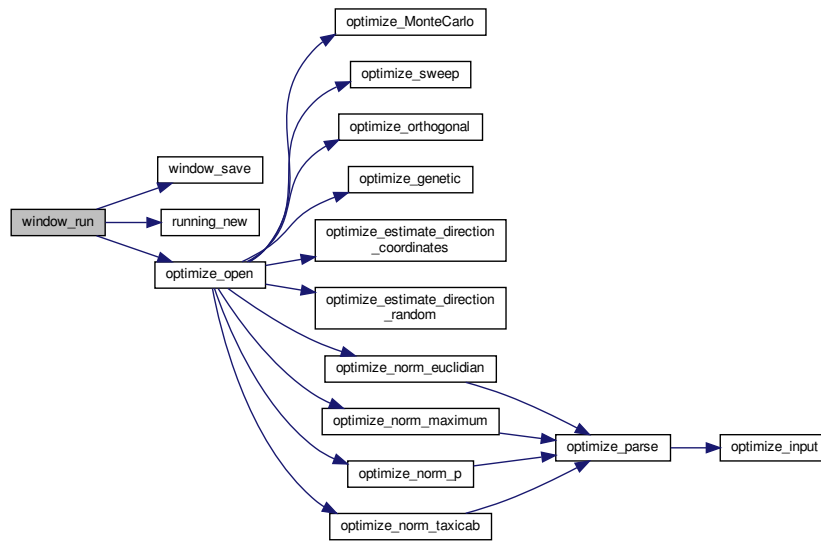 optimize_MonteCarlo
optimize_sweep
optimize_orthogonal
window_save
optimize_genetic
window_run
running_new
optimize_estimate_direction
_coordinates
optimize_open
optimize_estimate_direction
_random
optimize_norm_euclidian
optimize_norm_maximum
optimize_parse
optimize_input
optimize_norm_p
optimize_norm_taxicab